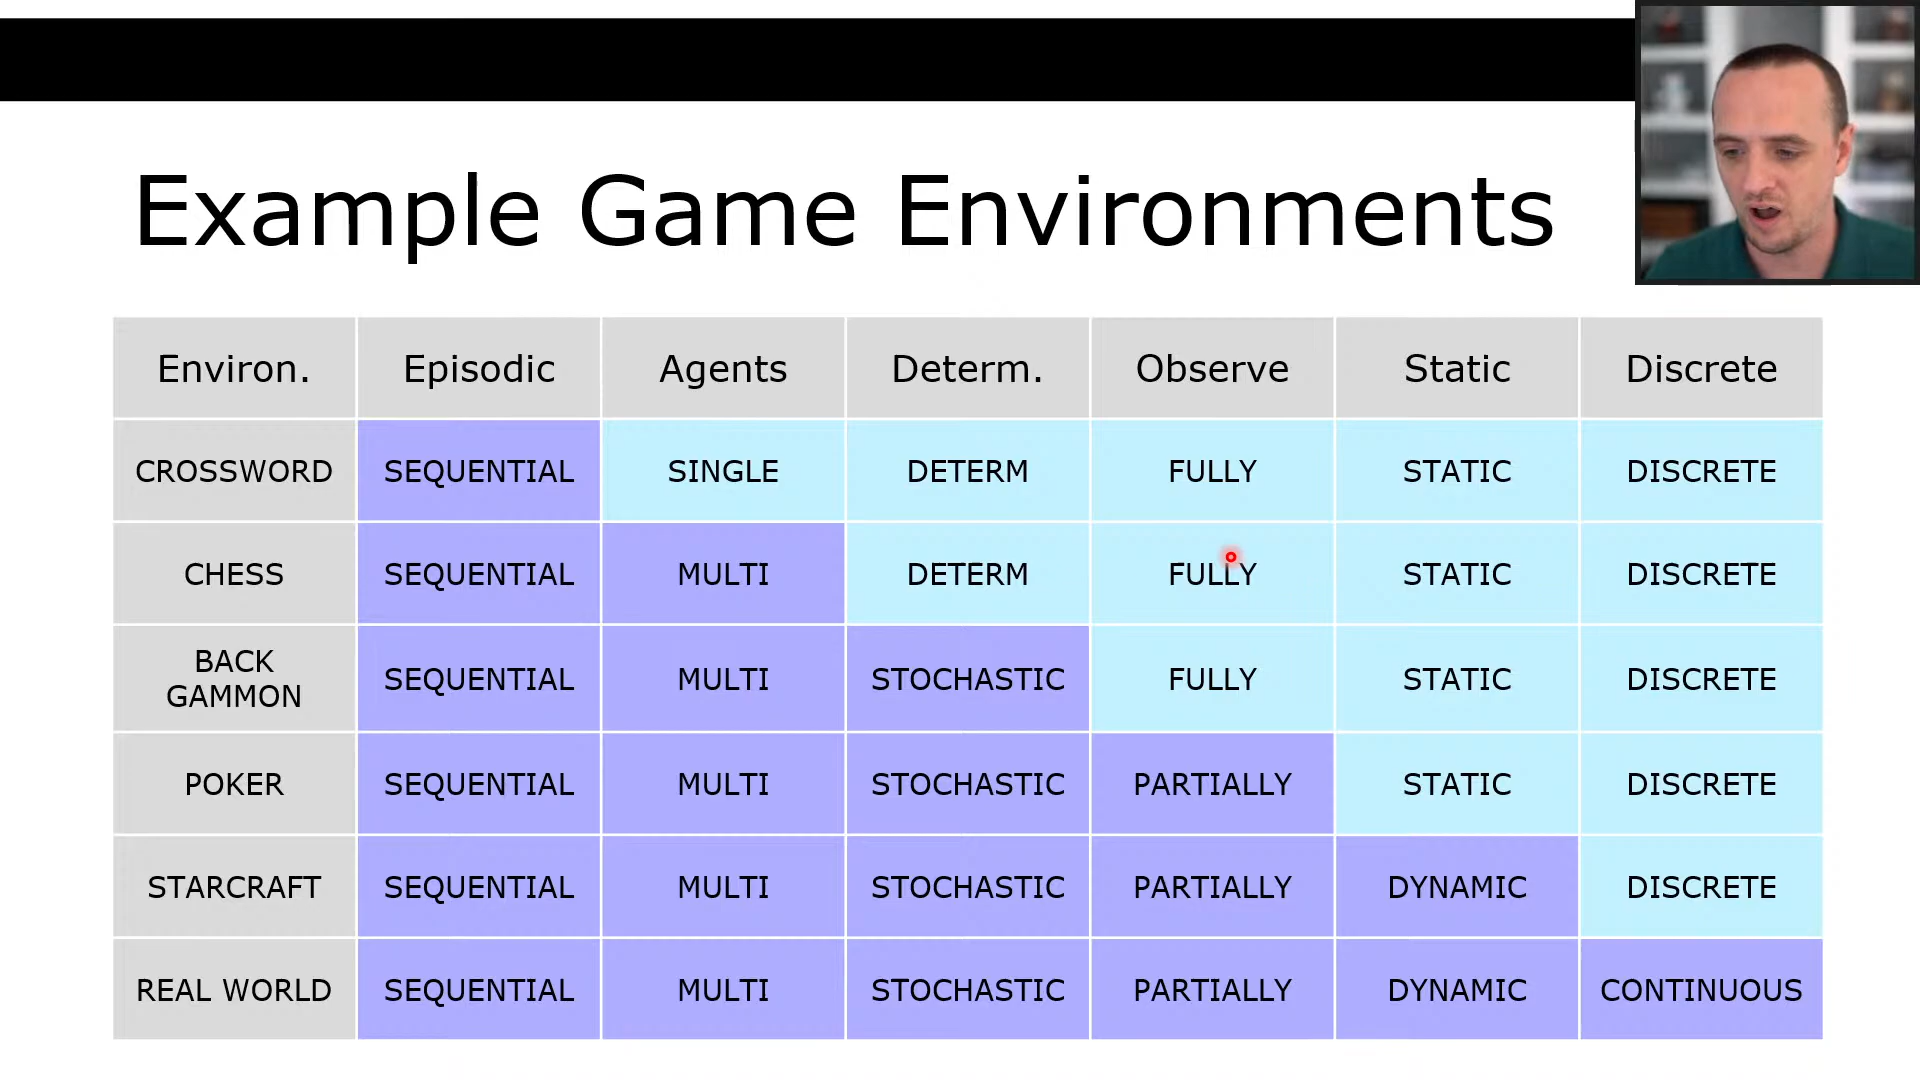 Example Game Environments
Environ. Episodic Agents Determ. Observe Static Discrete
CROSSWORD SEQUENTIAL SINGLE DETERM FULLY STATIC DISCRETE
CHESS SEQUENTIAL MULTI DETERM FULLY STATIC DISCRETE
BACK
GAMMON SEQUENTIAL MULTI STOCHASTIC FULLY STATIC DISCRETE
POKER SEQUENTIAL MULTI STOCHASTIC PARTIALLY STATIC DISCRETE
STARCRAFT SEQUENTIAL MULTI STOCHASTIC PARTIALLY DYNAMIC DISCRETE
REAL WORLD SEQUENTIAL MULTI STOCHASTIC PARTIALLY DYNAMIC CONTINUOUS